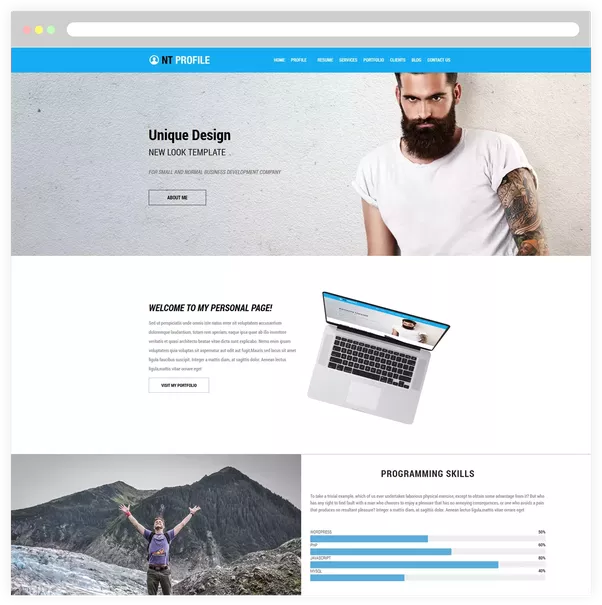 NT PROFILE
HOME PROFILE RESUME SERVICES PORTFOLIO CLIENTS BLOG CONTACT US
Unique Design
NEW LOOK TEMPLATE
FOR SMALL AND NORMAL BUSINESS DEVELOPMENT COMPANY
ABOUT ME
WELCOME TO MY PERSONAL PAGE!
Sed ut perspiciatis unde omnis iste natus error sit voluptatem accusantium
doloremque laudantium, totam rem aperiam, eaque ipsa quae ab illo inventore
veritatis et quasi architecto beatae vitae dicta sunt explicabo. Nemo enim ipsam
voluptatem quia voluptas sit aspernatur aut odit aut fugit.Mauris sed locus sit amet
ligula faucibus suscipit. Integer a mattis diam, at sagittis dolor. Aenean lectus
ligula,mattis vitae ornare eget
VISIT MY PORTFOLIO
PROGRAMMING SKILLS
To take a trivial example, which of us ever undertakes laborious physical exercise, except to obtain some advantage from it? But who
has any right to find fault with a man who chooses to enjoy a pleasure that has no annoying consequences, or one who avoids a pain
that produces no resultant pleasure? Integer a mattis diam, at sagittis dolor. Aenean lectus ligula,mattis vitae ornare eget
WORDPRESS 50%
PHP 60%
JAVASCRIPT 80%
MYSQL 40%